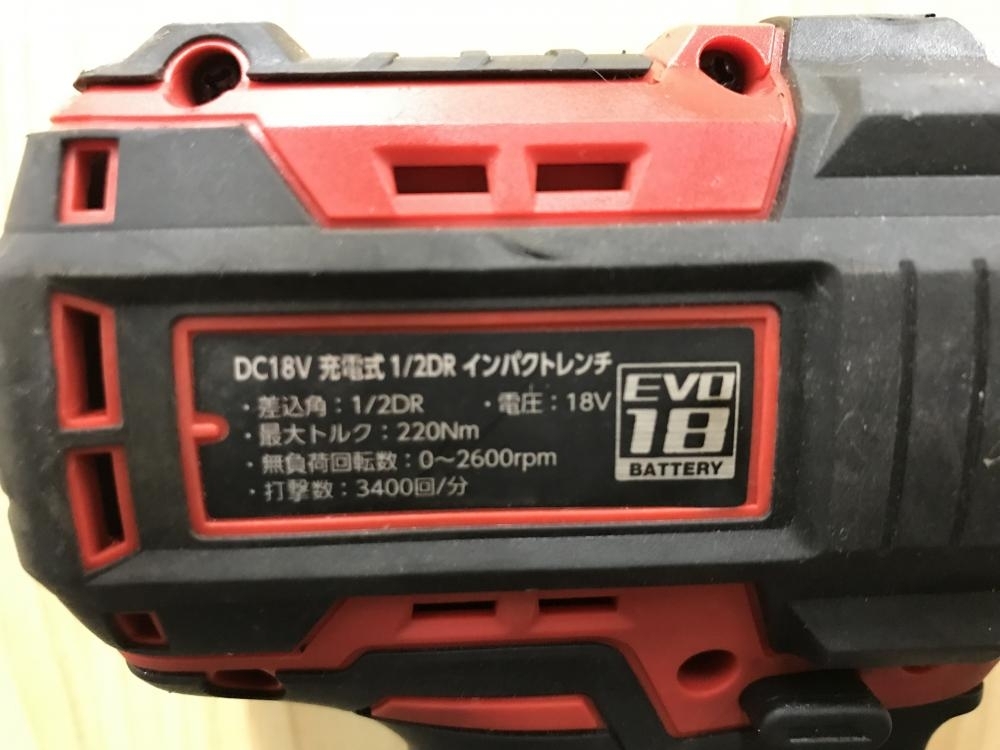 DC18V 充電式 1/2DR インパクトレンチ
・差込角：1/2DR ・電圧：18V
・最大トルク：220Nm
・無負荷回転数：0～2600rpm
・打撃数：3400回/分
EVO
18
BATTERY